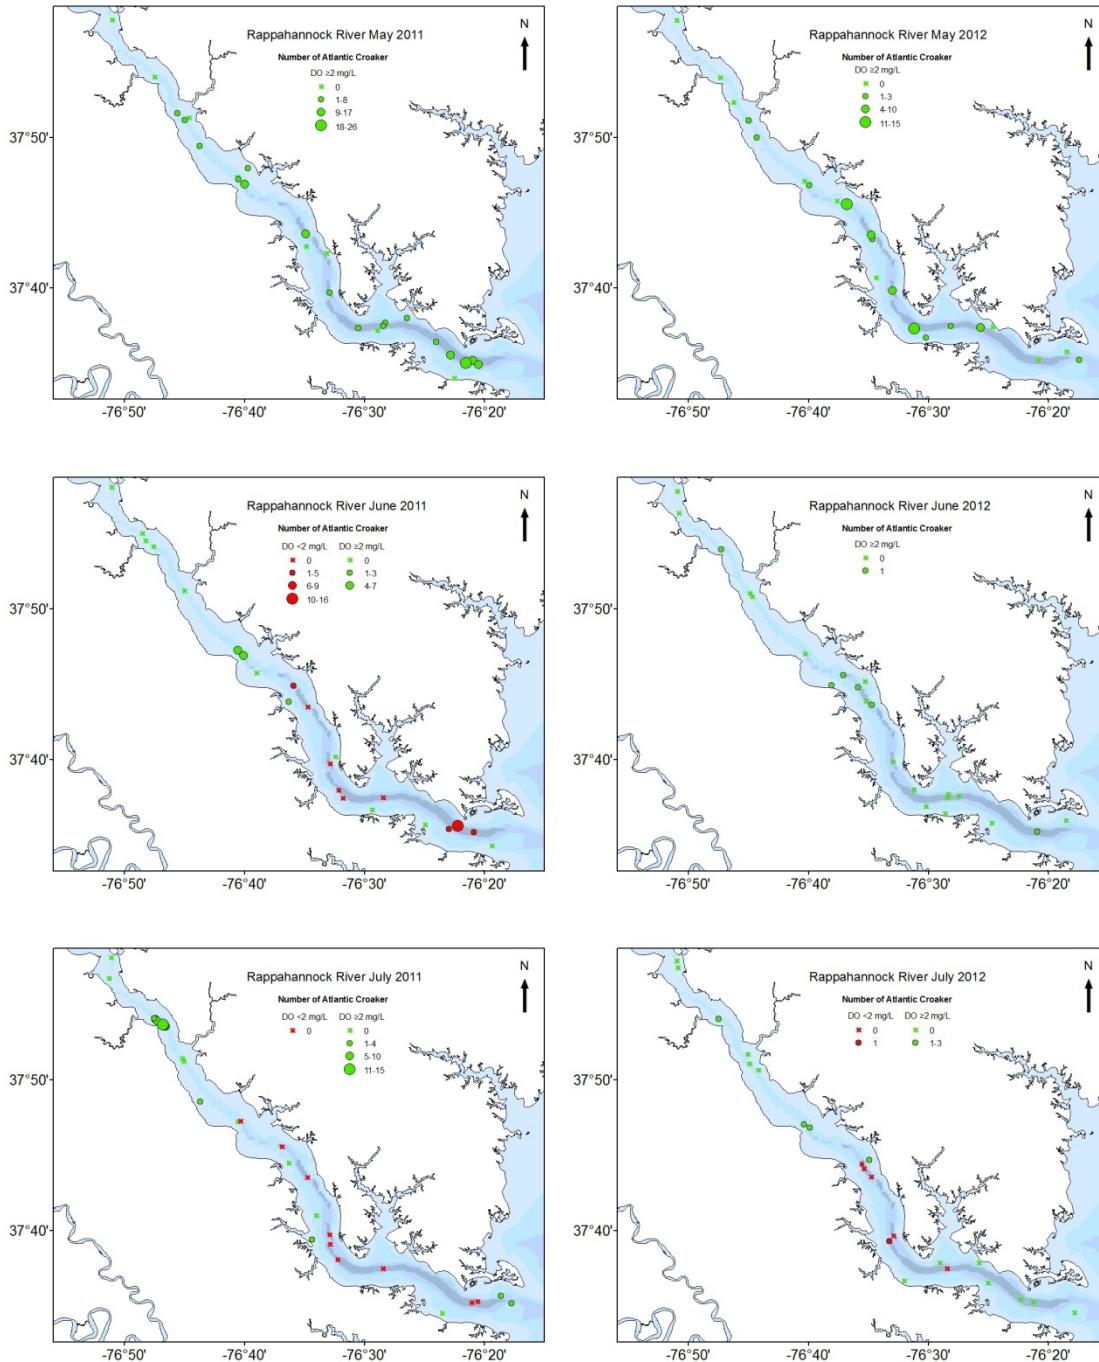 Rappahannock River May 2011
N
Number of Atlantic Croaker
DO ≥2 mg/L
0
1-8
9-17
18-26
37°50'
37°40'
-76°50' -76°40' -76°30' -76°20'
Rappahannock River May 2012
N
Number of Atlantic Croaker
DO ≥2 mg/L
0
1-3
4-10
11-15
37°50'
37°40'
-76°50' -76°40' -76°30' -76°20'
Rappahannock River June 2011
N
Number of Atlantic Croaker
DO <2 mg/L DO ≥2 mg/L
0 0
1-5 1-3
6-9 4-7
10-16
37°50'
37°40'
-76°50' -76°40' -76°30' -76°20'
Rappahannock River June 2012
N
Number of Atlantic Croaker
DO ≥2 mg/L
0
1
37°50'
37°40'
-76°50' -76°40' -76°30' -76°20'
Rappahannock River July 2011
N
Number of Atlantic Croaker
DO <2 mg/L DO ≥2 mg/L
0 0
1-4
5-10
11-15
37°50'
37°40'
-76°50' -76°40' -76°30' -76°20'
Rappahannock River July 2012
N
Number of Atlantic Croaker
DO <2 mg/L DO ≥2 mg/L
0 0
1 1-3
37°50'
37°40'
-76°50' -76°40' -76°30' -76°20'